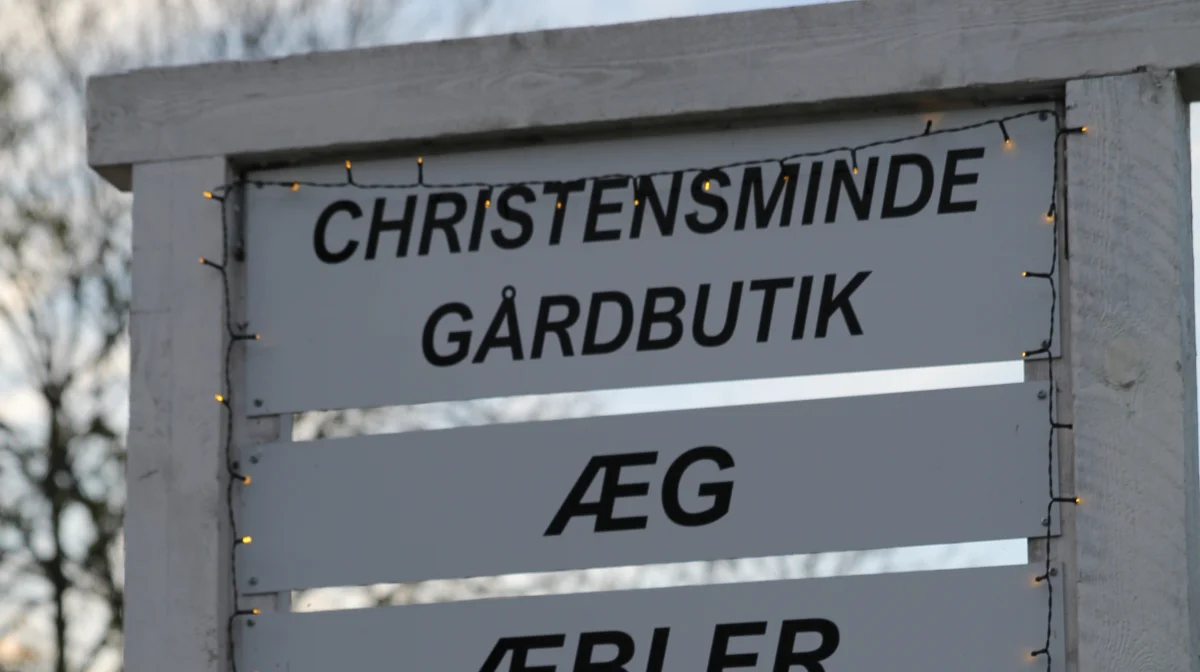 CHRISTENSMINDE
GÅRDBUTIK
ÆG
ÆBLER